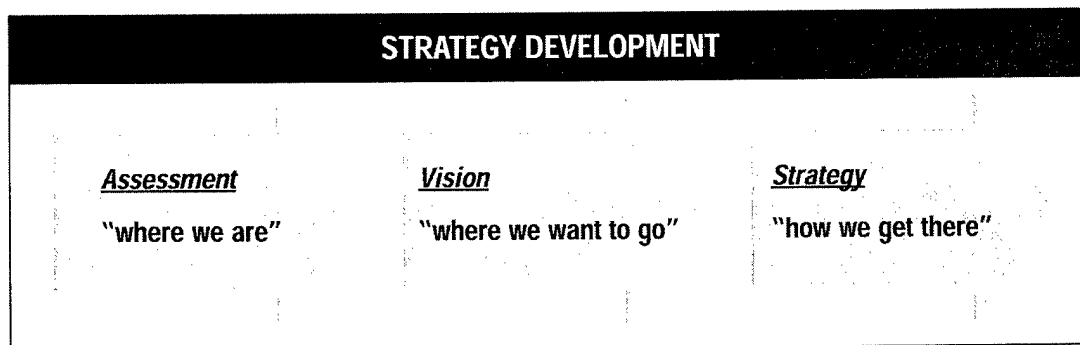 STRATEGY DEVELOPMENT
Assessment
"where we are"
Vision
"where we want to go"
Strategy
"how we get there"